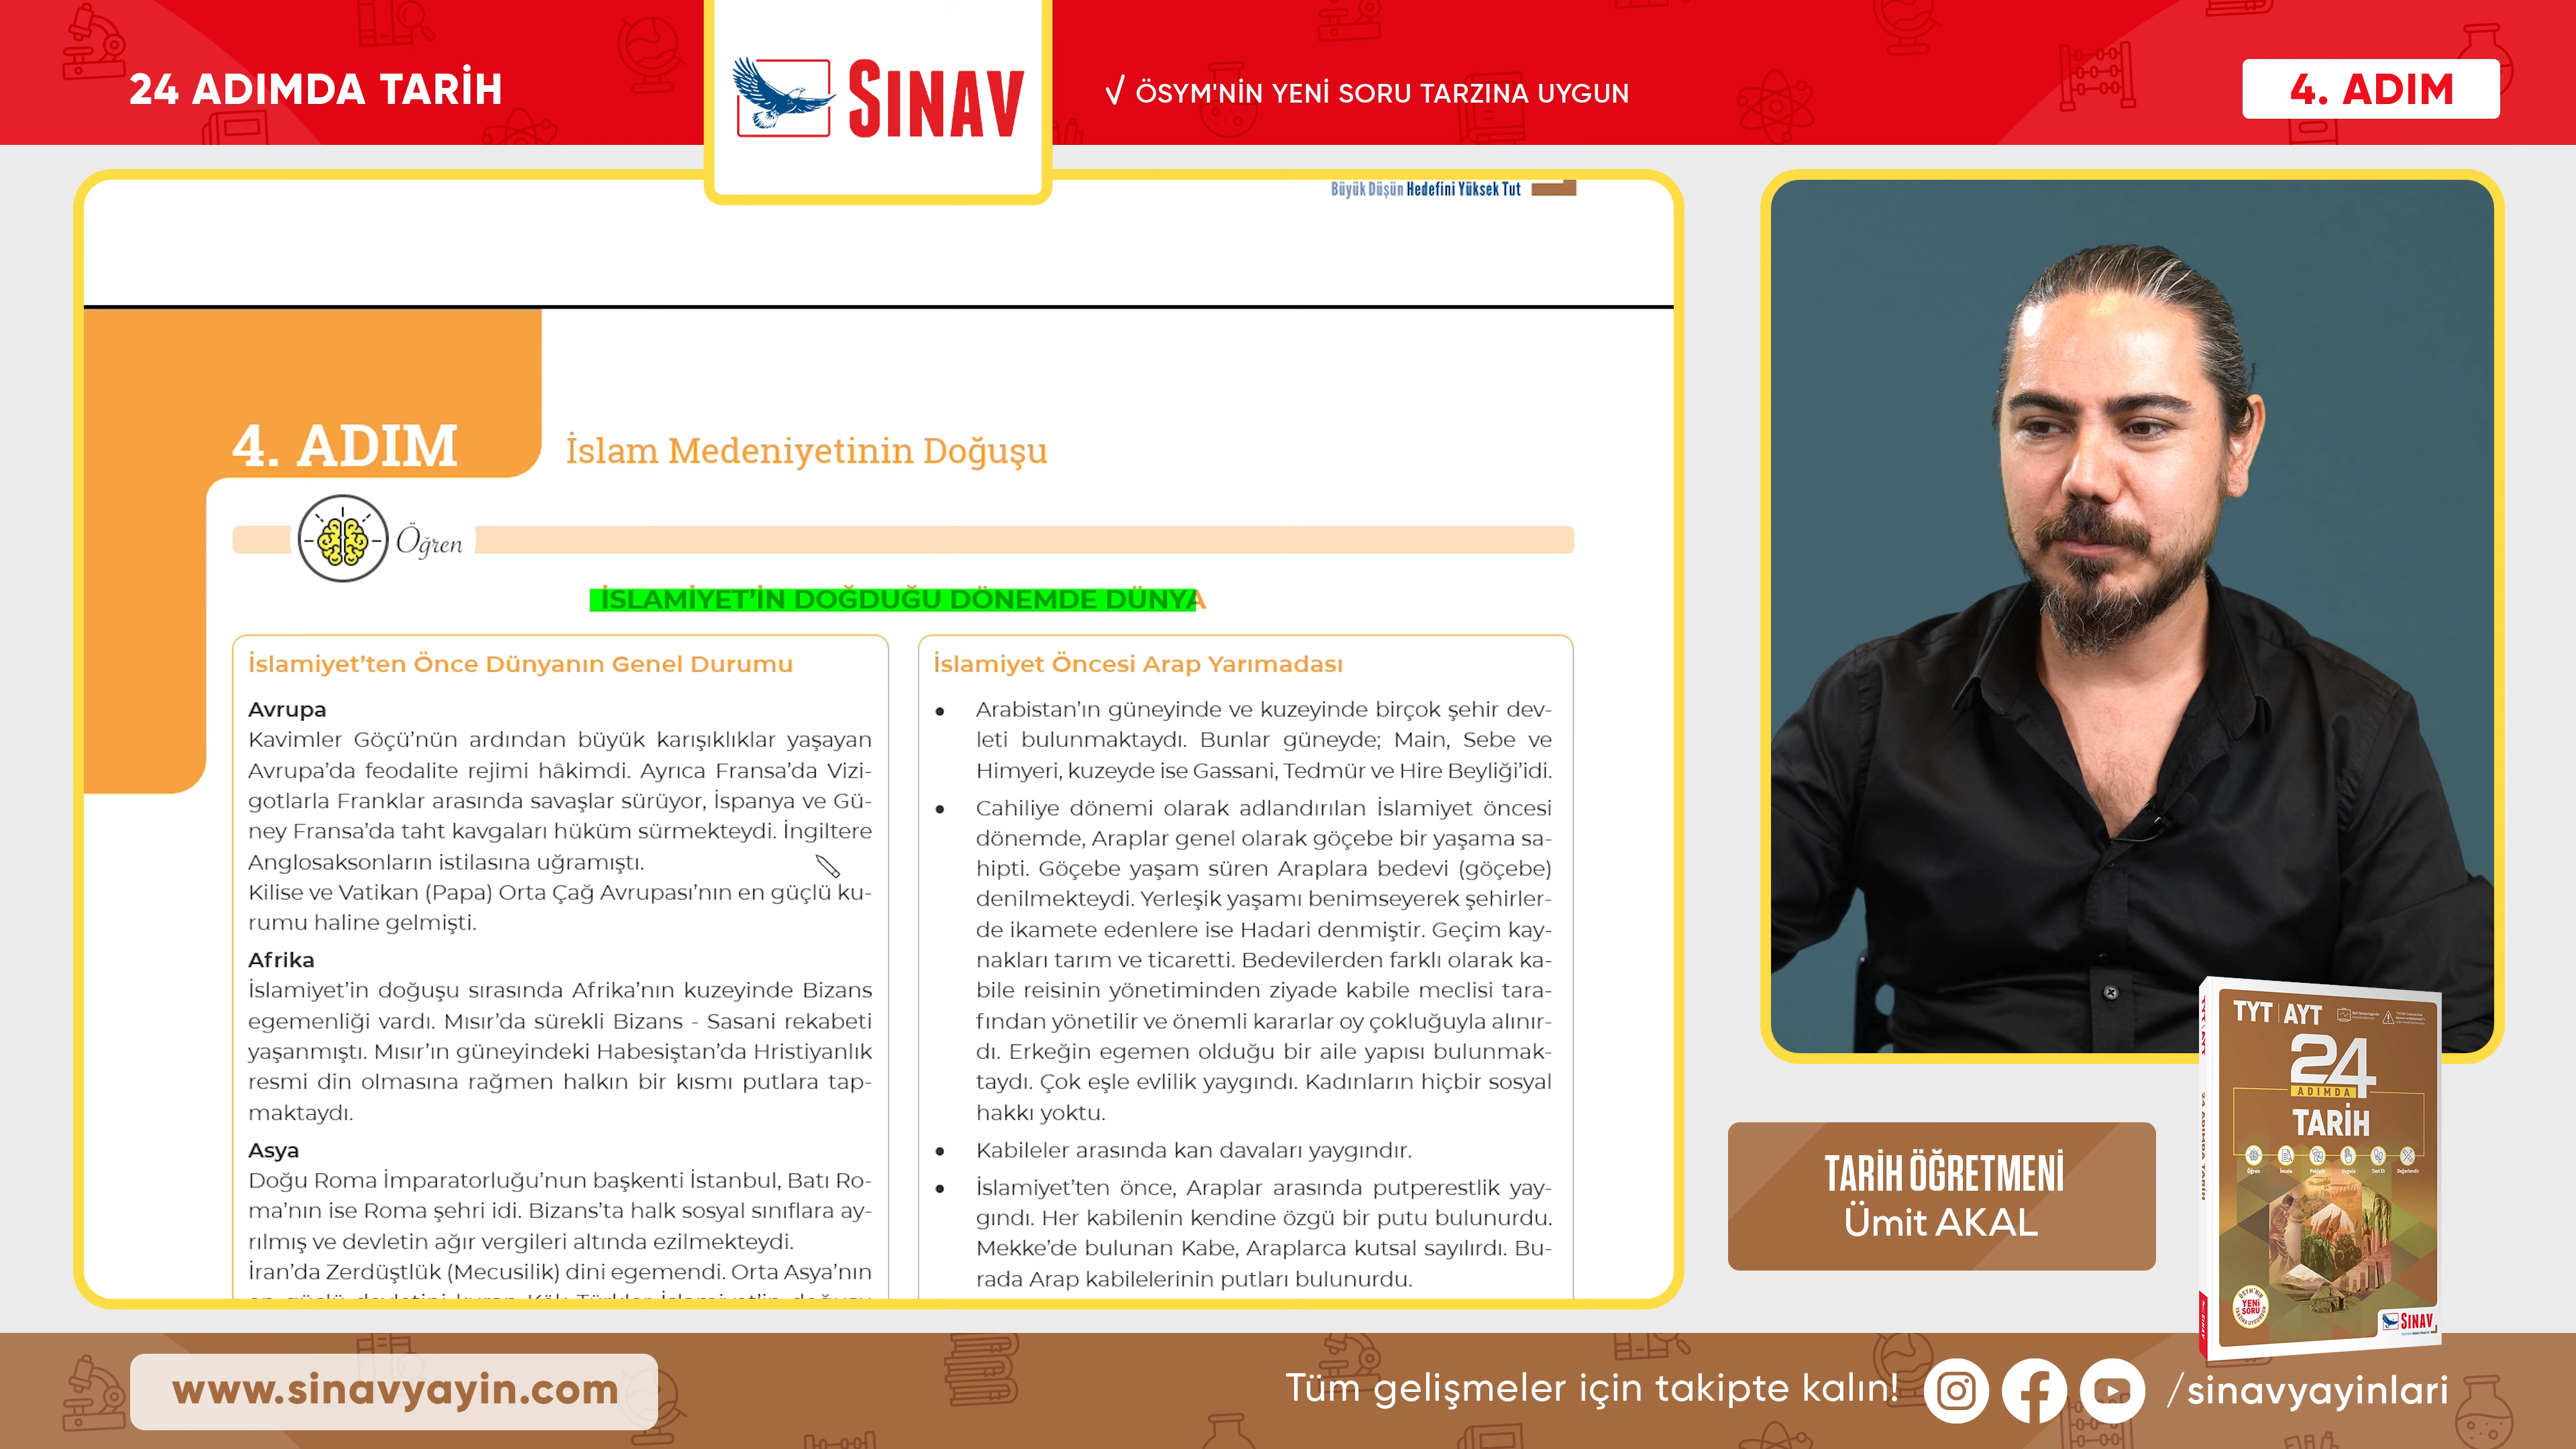 24 ADIMDA TARİH
SINAV
√ ÖSYM'NİN YENİ SORU TARZINA UYGUN
4. ADIM
Büyük Düşün Hedefini Yüksek Tut
4. ADIM
İslam Medeniyetinin Doğuşu
Öğren
İSLAMİYET’İN DOĞDUĞU DÖNEMDE DÜNYA
İslamiyet’ten Önce Dünyanın Genel Durumu
Avrupa
Kavimler Göçü’nün ardından büyük karışıklıklar yaşayan
Avrupa’da feodalite rejimi hâkimdi. Ayrıca Fransa’da Vizi-
gotlarla Franklar arasında savaşlar sürüyor, İspanya ve Gü-
ney Fransa’da taht kavgaları hüküm sürmekteydi. İngiltere
Anglosaksonların istilasına uğramıştı.
Kilise ve Vatikan (Papa) Orta Çağ Avrupası’nın en güçlü ku-
rumu haline gelmişti.
Afrika
İslamiyet’in doğuşu sırasında Afrika’nın kuzeyinde Bizans
egemenliği vardı. Mısır’da sürekli Bizans - Sasani rekabeti
yaşanmıştı. Mısır’ın güneyindeki Habesiştan’da Hristiyanlık
resmi din olmasına rağmen halkın bir kısmı putlara tap-
maktaydı.
Asya
Doğu Roma İmparatorluğu’nun başkenti İstanbul, Batı Ro-
ma’nın ise Roma şehri idi. Bizans’ta halk sosyal sınıflara ay-
rılmış ve devletin ağır vergileri altında ezilmekteydi.
İran’da Zerdüştlük (Mecusilik) dini egemendi. Orta Asya’nın
İslamiyet Öncesi Arap Yarımadası
• Arabistan’ın güneyinde ve kuzeyinde birçok şehir dev-
leti bulunmaktaydı. Bunlar güneyde; Main, Sebe ve
Himyeri, kuzeyde ise Gassani, Tedmür ve Hire Beyliği’idi.
• Cahiliye dönemi olarak adlandırılan İslamiyet öncesi
dönemde, Araplar genel olarak göçebe bir yaşama sa-
hipti. Göçebe yaşam süren Araplara bedevi (göçebe)
denilmekteydi. Yerleşik yaşamı benimseyerek şehirler-
de ikamete edenlere ise Hadari denmiştir. Geçim kay-
nakları tarım ve ticaretti. Bedevilerden farklı olarak ka-
bile reisinin yönetiminden ziyade kabile meclisi tara-
fından yönetilir ve önemli kararlar oy çokluğuyla alınır-
dı. Erkeğin egemen olduğu bir aile yapısı bulunmak-
taydı. Çok eşle evlilik yaygındı. Kadınların hiçbir sosyal
hakkı yoktu.
• Kabileler arasında kan davaları yaygındır.
• İslamiyet’ten önce, Araplar arasında putperestlik yay-
gındı. Her kabilenin kendine özgü bir putu bulunurdu.
Mekke’de bulunan Kabe, Araplarca kutsal sayılırdı. Bu-
rada Arap kabilelerinin putları bulunurdu.
TARİH ÖĞRETMENİ
Ümit AKAL
TYT | AYT
24
ADIMDA
TARİH
YENİ
SORU
SINAV
www.sinavyayin.com
Tüm gelişmeler için takipte kalın!
/sinavyayinlari